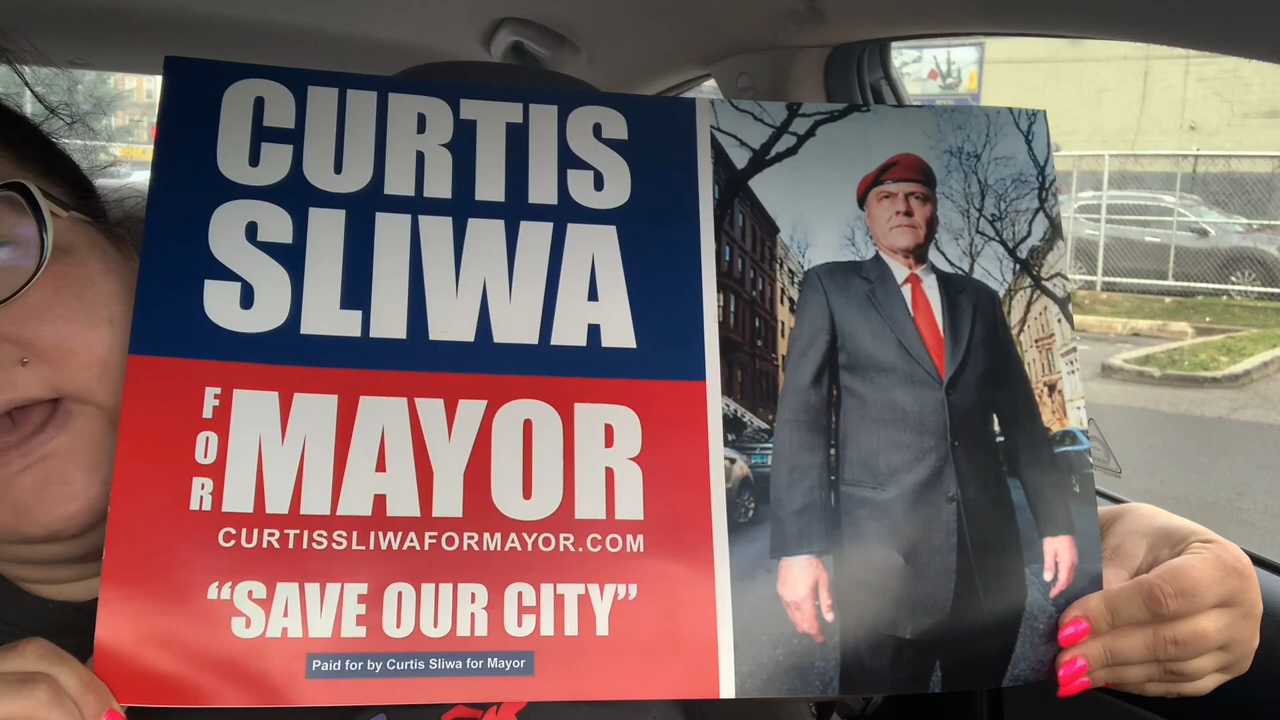 CURTIS
SLIWA
FOR
MAYOR
CURTISSLIWAFORMAYOR.COM
“SAVE OUR CITY”
Paid for by Curtis Sliwa for Mayor